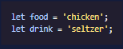 let food = 'chicken';
let drink = 'seltzer';